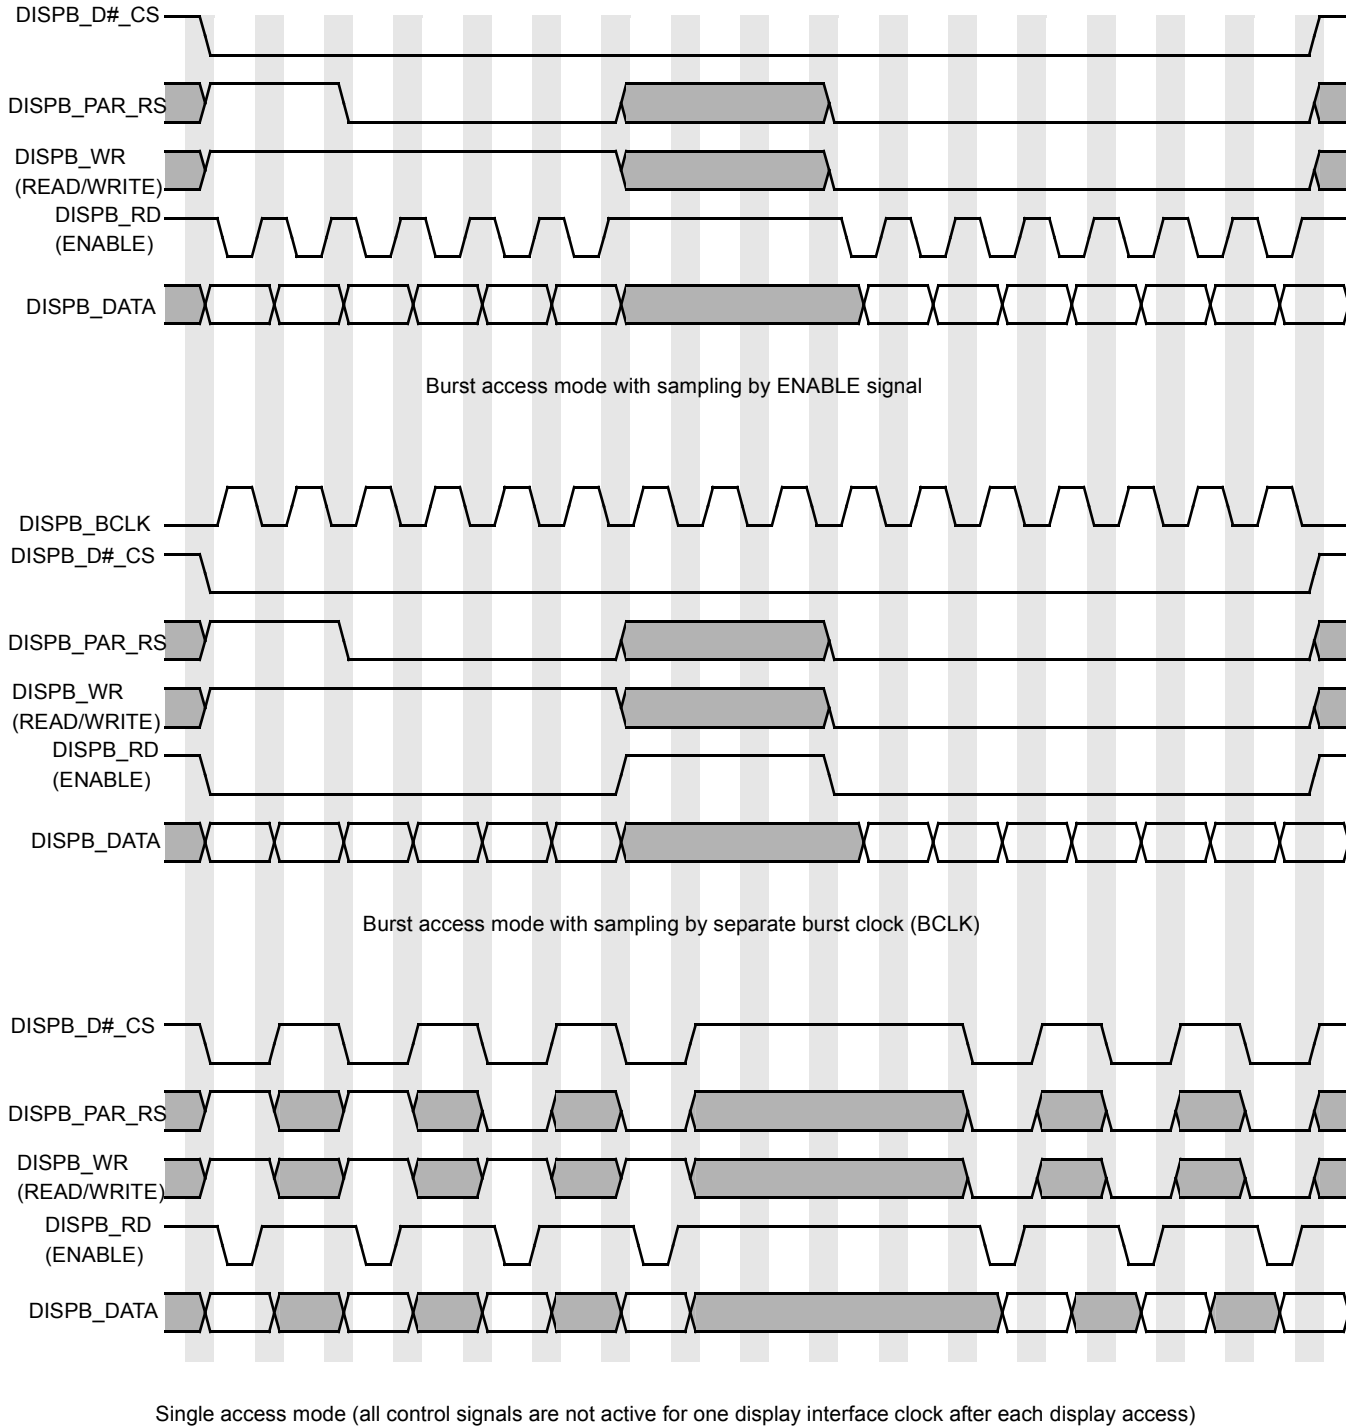 DISPB_D#_CS
DISPB_PAR_RS
DISPB_WR
(READ/WRITE)
DISPB_RD
(ENABLE)
DISPB_DATA
Burst access mode with sampling by ENABLE signal
DISPB_BCLK
DISPB_D#_CS
DISPB_PAR_RS
DISPB_WR
(READ/WRITE)
DISPB_RD
(ENABLE)
DISPB_DATA
Burst access mode with sampling by separate burst clock (BCLK)
DISPB_D#_CS
DISPB_PAR_RS
DISPB_WR
(READ/WRITE)
DISPB_RD
(ENABLE)
DISPB_DATA
Single access mode (all control signals are not active for one display interface clock after each display access)